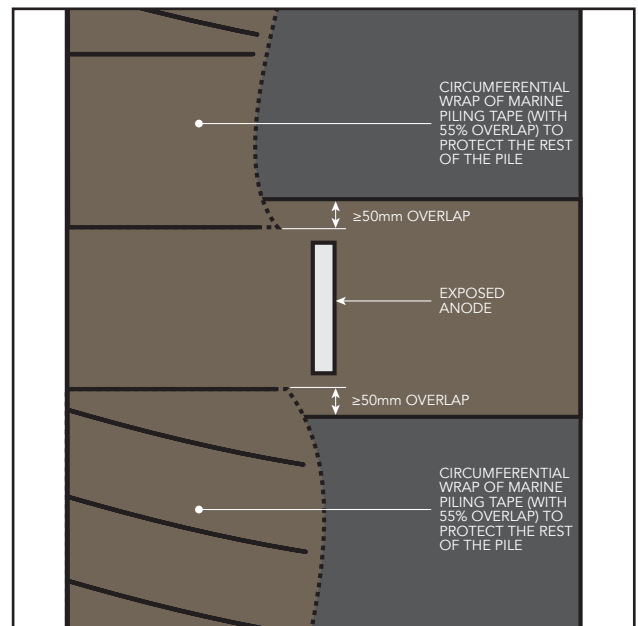 CIRCUMFERENTIAL
WRAP OF MARINE
PILING TAPE (WITH
55% OVERLAP) TO
PROTECT THE REST
OF THE PILE
≥50mm OVERLAP
EXPOSED
ANODE
≥50mm OVERLAP
CIRCUMFERENTIAL
WRAP OF MARINE
PILING TAPE (WITH
55% OVERLAP) TO
PROTECT THE REST
OF THE PILE